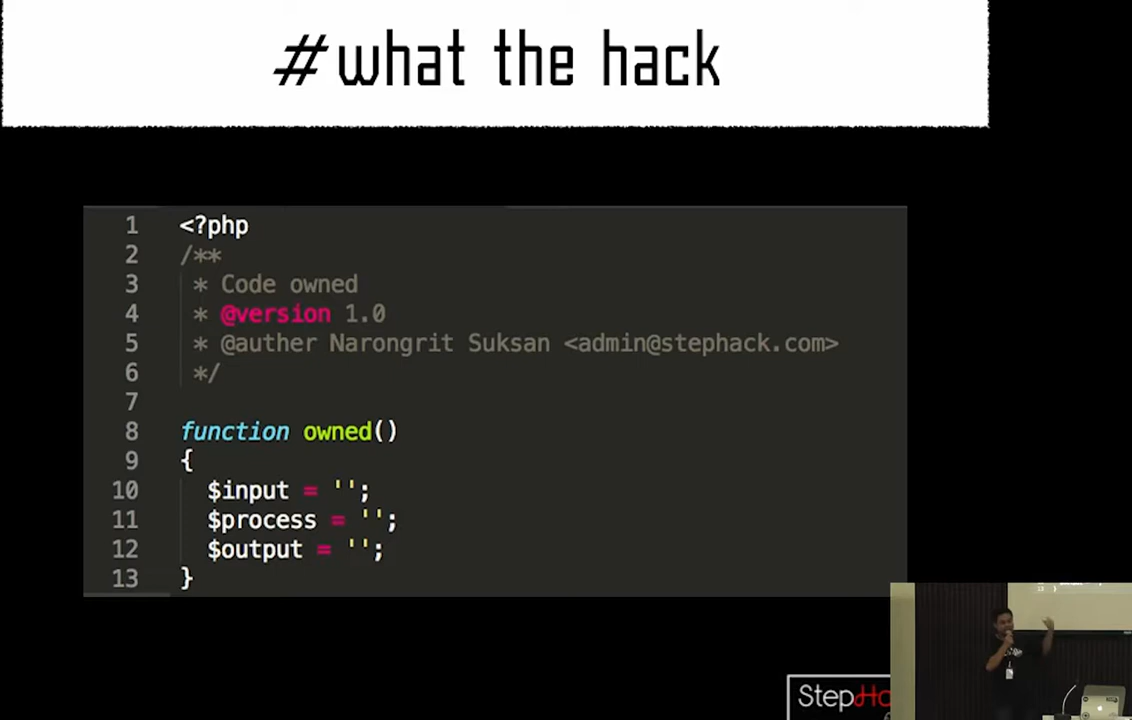 #what the hack
1 <?php
2 /**
3 * Code owned
4 * @version 1.0
5 * @auther Narongrit Suksan <admin@stephack.com>
6 */
7
8 function owned()
9 {
10 $input = '';
11 $process = '';
12 $output = '';
13 }
StepHa